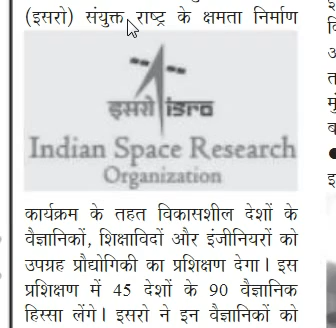 (इसरो) संयुक्त राष्ट्र के क्षमता निर्माण
इसरो isro
Indian Space Research
Organization
कार्यक्रम के तहत विकासशील देशों के
वैज्ञानिकों, शिक्षाविदों और इंजीनियरों को
उपग्रह प्रौद्योगिकी का प्रशिक्षण देगा। इस
प्रशिक्षण में 45 देशों के 90 वैज्ञानिक
हिस्सा लेंगे। इसरो ने इन वैज्ञानिकों को